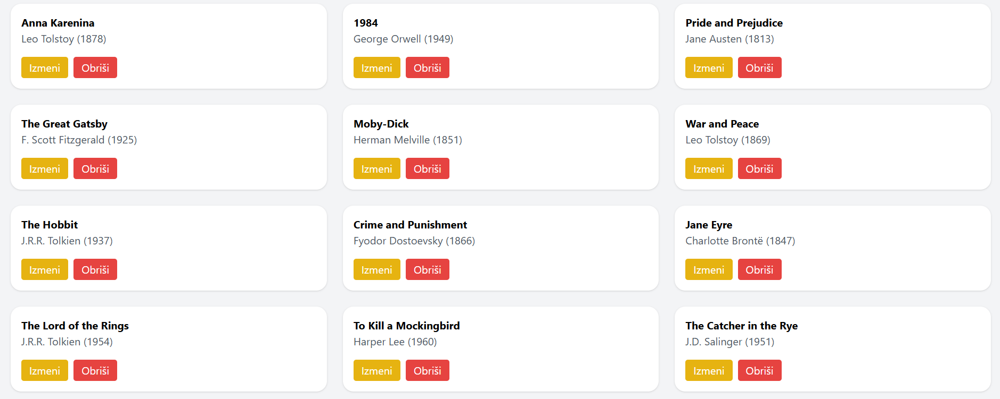 Anna Karenina
Leo Tolstoy (1878)
Izmeni Obriši
1984
George Orwell (1949)
Izmeni Obriši
Pride and Prejudice
Jane Austen (1813)
Izmeni Obriši
The Great Gatsby
F. Scott Fitzgerald (1925)
Izmeni Obriši
Moby-Dick
Herman Melville (1851)
Izmeni Obriši
War and Peace
Leo Tolstoy (1869)
Izmeni Obriši
The Hobbit
J.R.R. Tolkien (1937)
Izmeni Obriši
Crime and Punishment
Fyodor Dostoevsky (1866)
Izmeni Obriši
Jane Eyre
Charlotte Brontë (1847)
Izmeni Obriši
The Lord of the Rings
J.R.R. Tolkien (1954)
Izmeni Obriši
To Kill a Mockingbird
Harper Lee (1960)
Izmeni Obriši
The Catcher in the Rye
J.D. Salinger (1951)
Izmeni Obriši